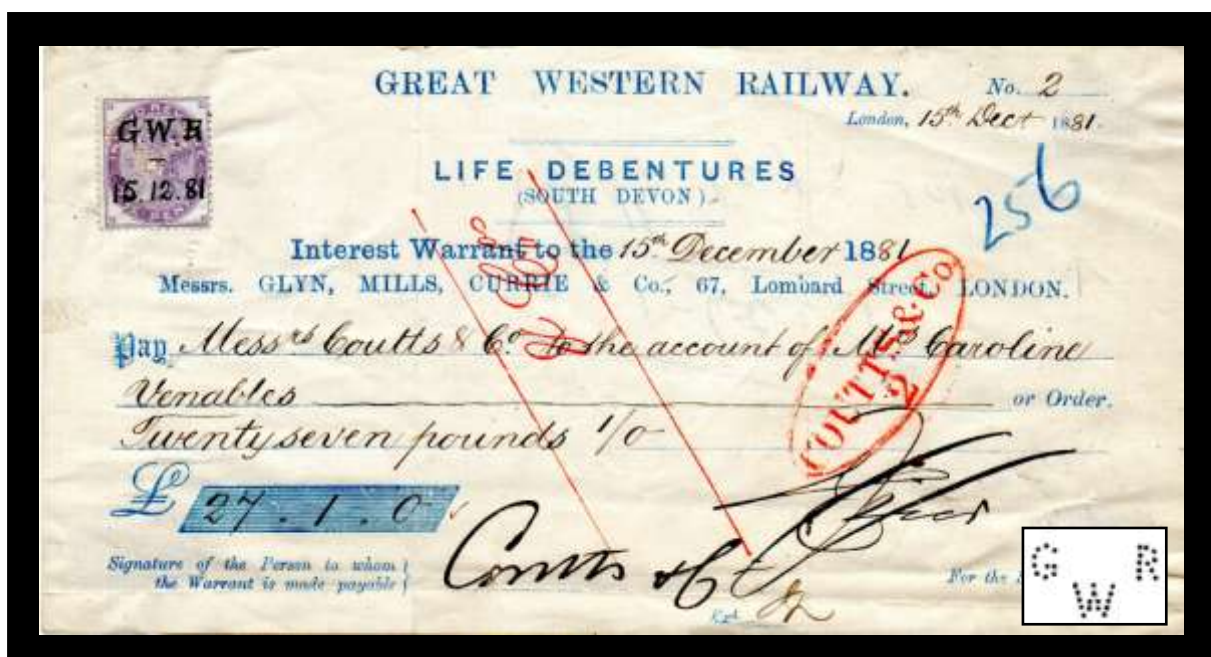 GREAT WESTERN RAILWAY.
No. 2
London, 15th Decr 1881.
G.W.R
15.12.81
LIFE DEBENTURES
(SOUTH DEVON).
256
Interest Warrant to the 15th December 1881
Messrs. GLYN, MILLS, CURRIE & Co., 67, Lombard Street, LONDON.
Pay Messrs Coutts & Co. to the account of Mrs Caroline
Venables or Order.
Twenty seven pounds 1/0
& Co
COUTTS & Co.
2
£ 27 . 1 . 0
Signature of the Person to whom
the Warrant is made payable
Coutts & Co
For the
G W R